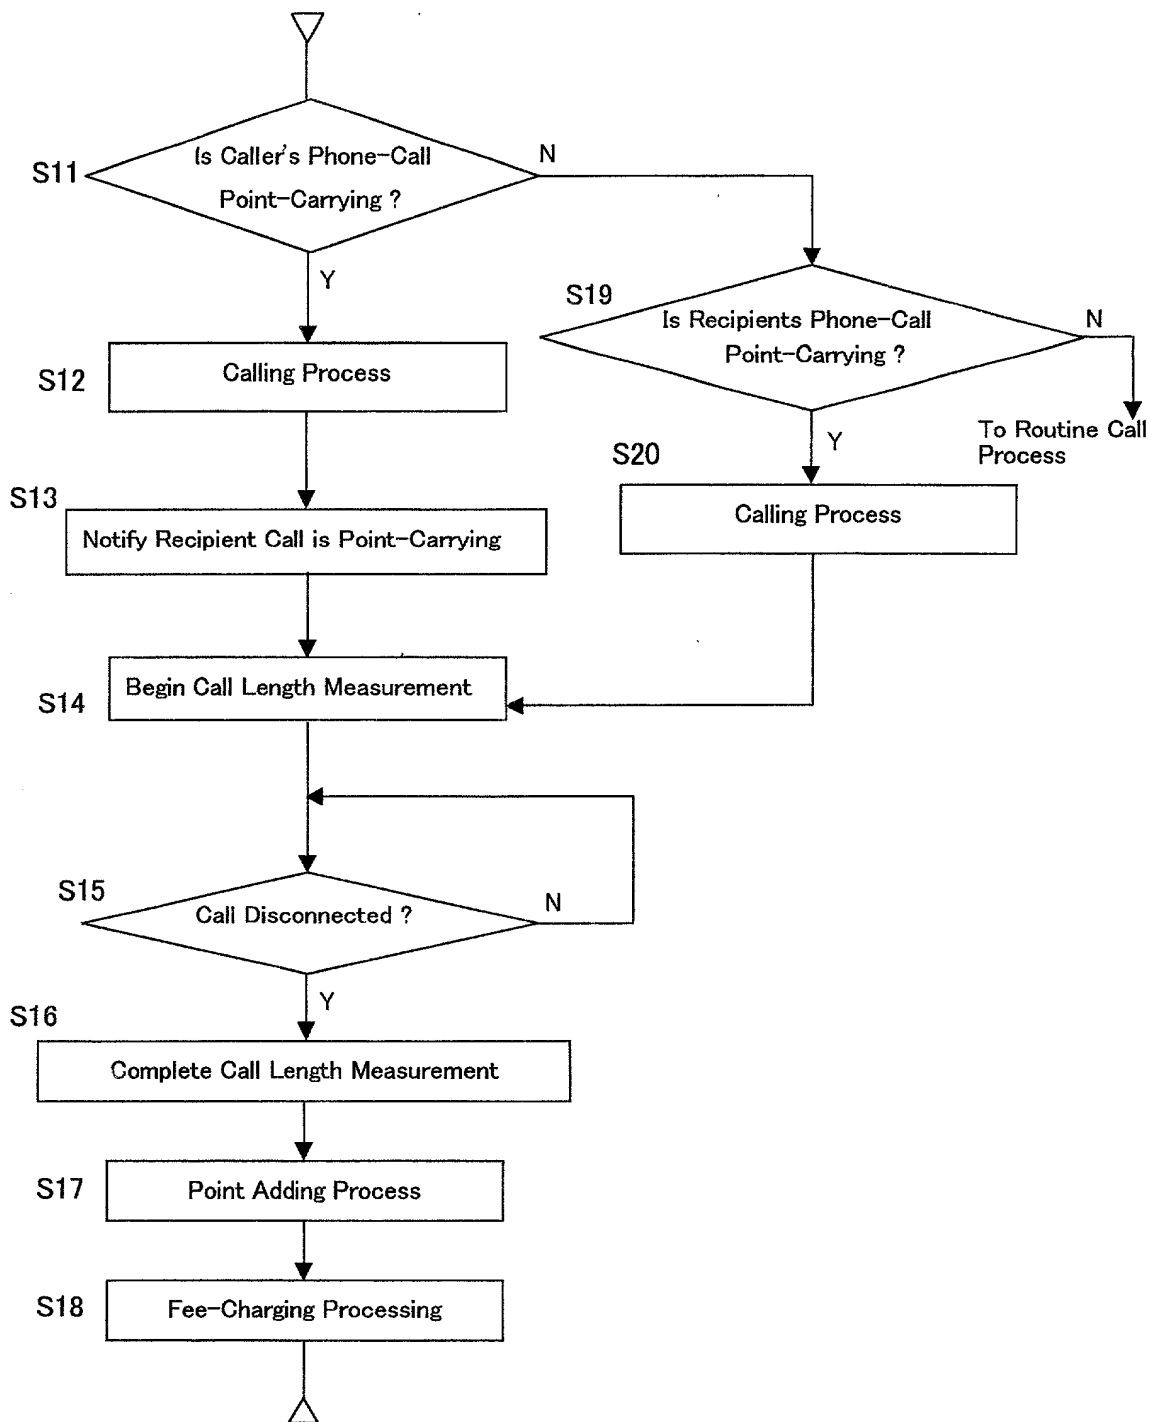 S11
Is Caller's Phone-Call
Point-Carrying ?
N
Y
S19
Is Recipients Phone-Call
Point-Carrying ?
N
Y
To Routine Call
Process
S12
Calling Process
S20
Calling Process
S13
Notify Recipient Call is Point-Carrying
S14
Begin Call Length Measurement
S15
Call Disconnected ?
N
Y
S16
Complete Call Length Measurement
S17
Point Adding Process
S18
Fee-Charging Processing